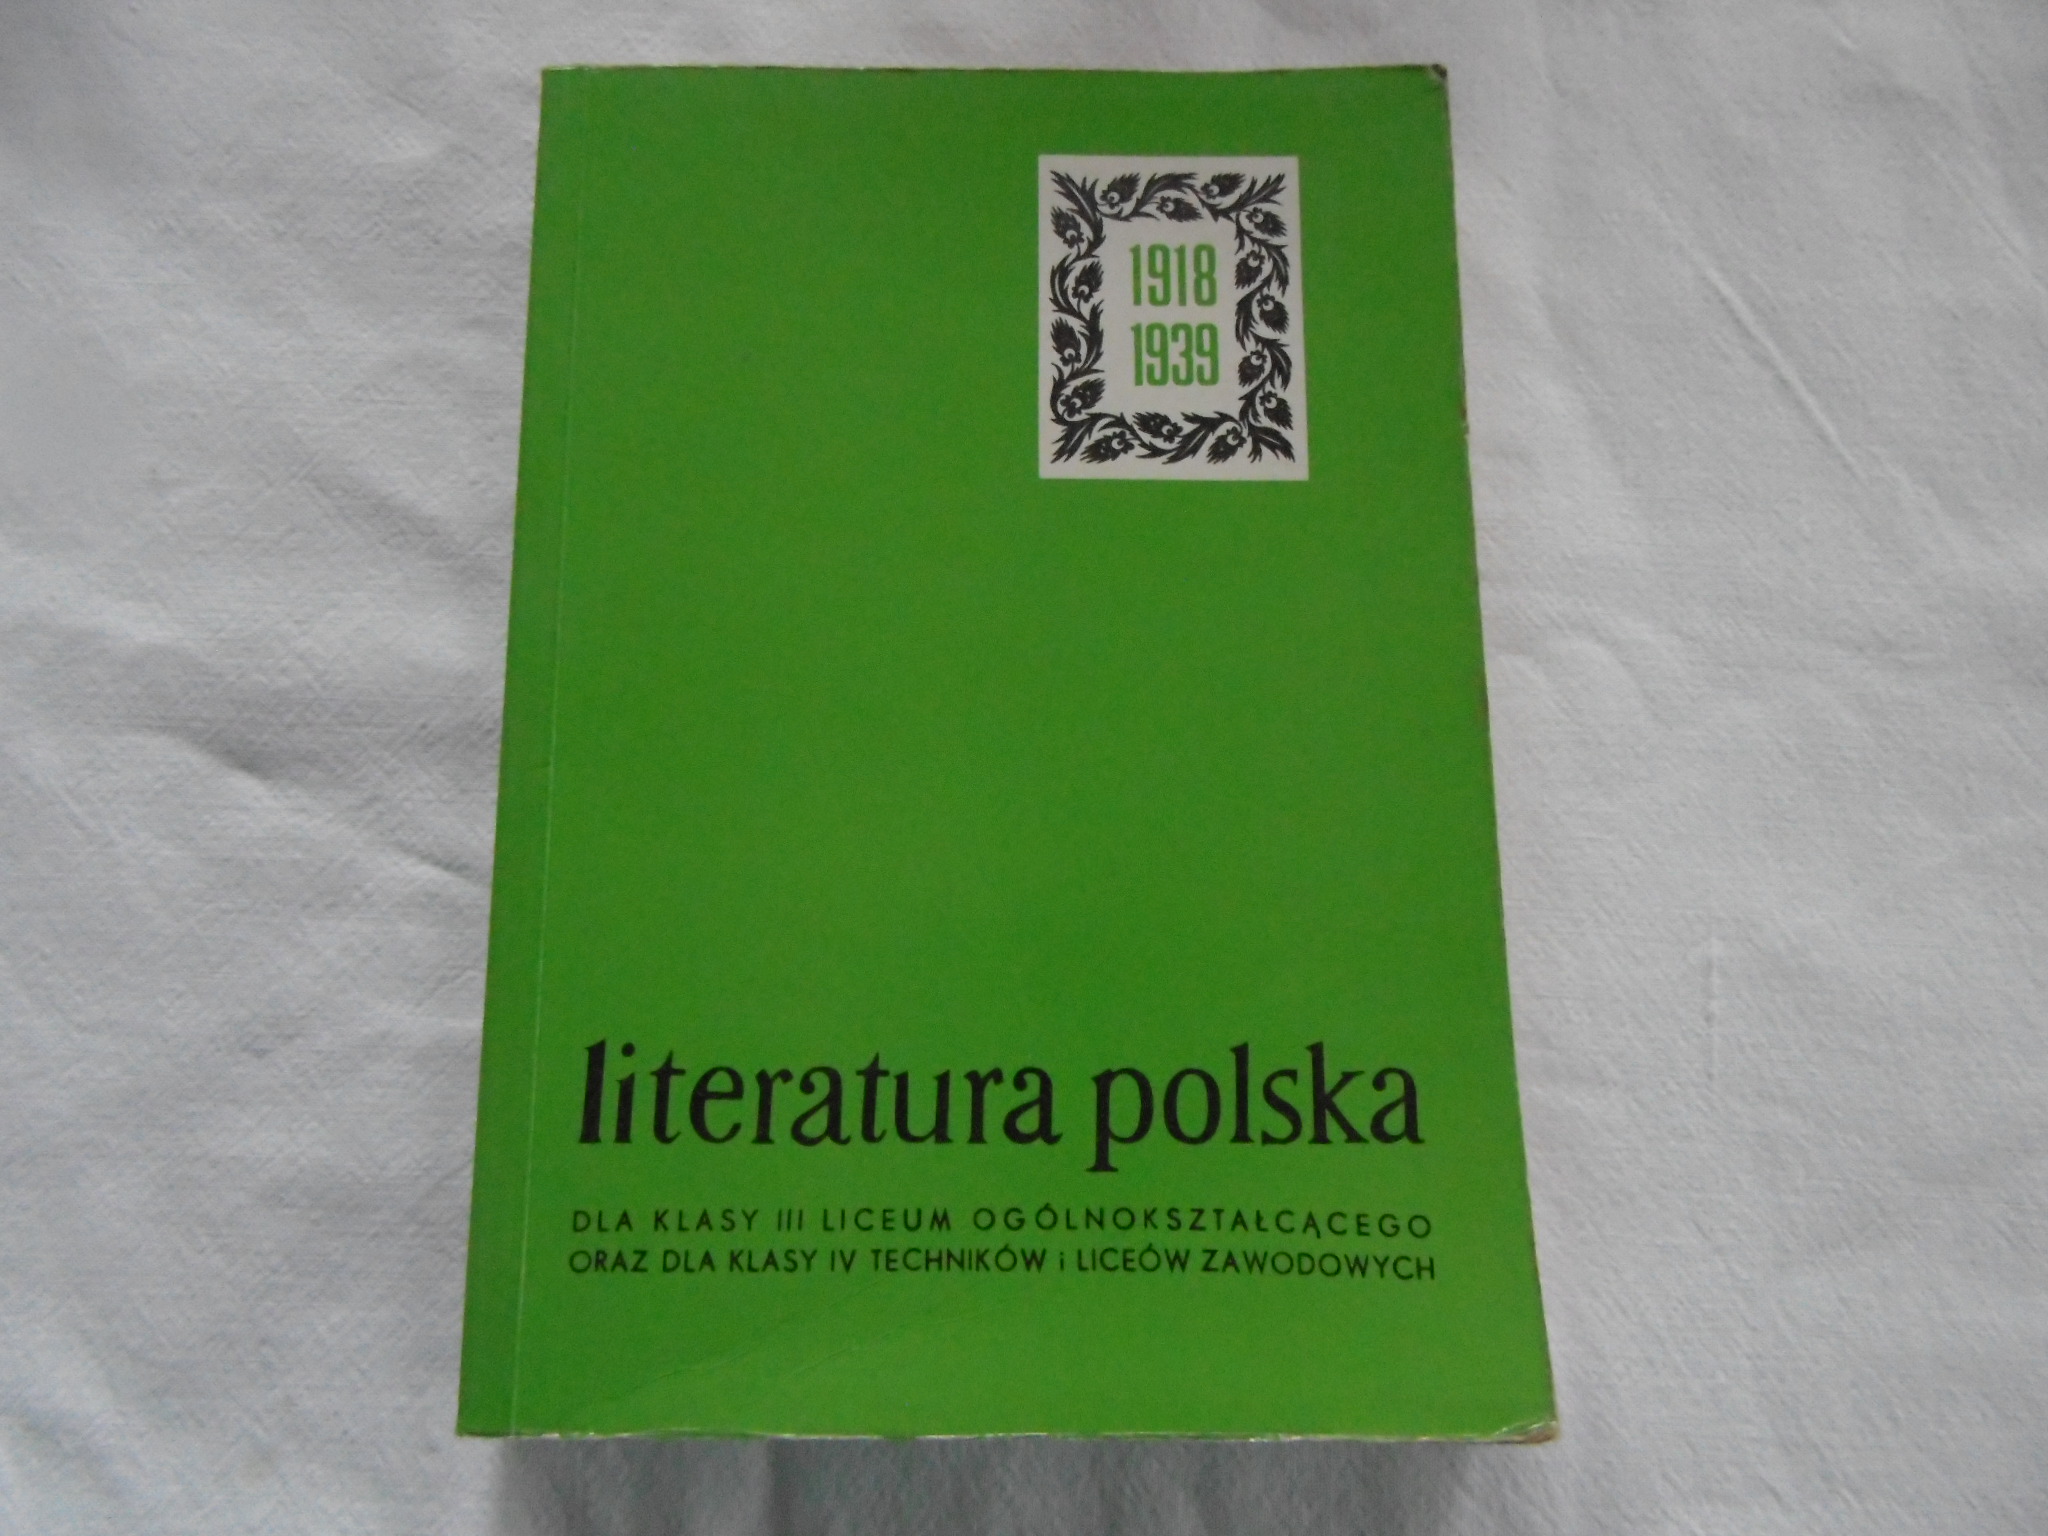 1918
1939
literatura polska
DLA KLASY III LICEUM OGÓLNOKSZTAŁCĄCEGO
ORAZ DLA KLASY IV TECHNIKÓW i LICEÓW ZAWODOWYCH